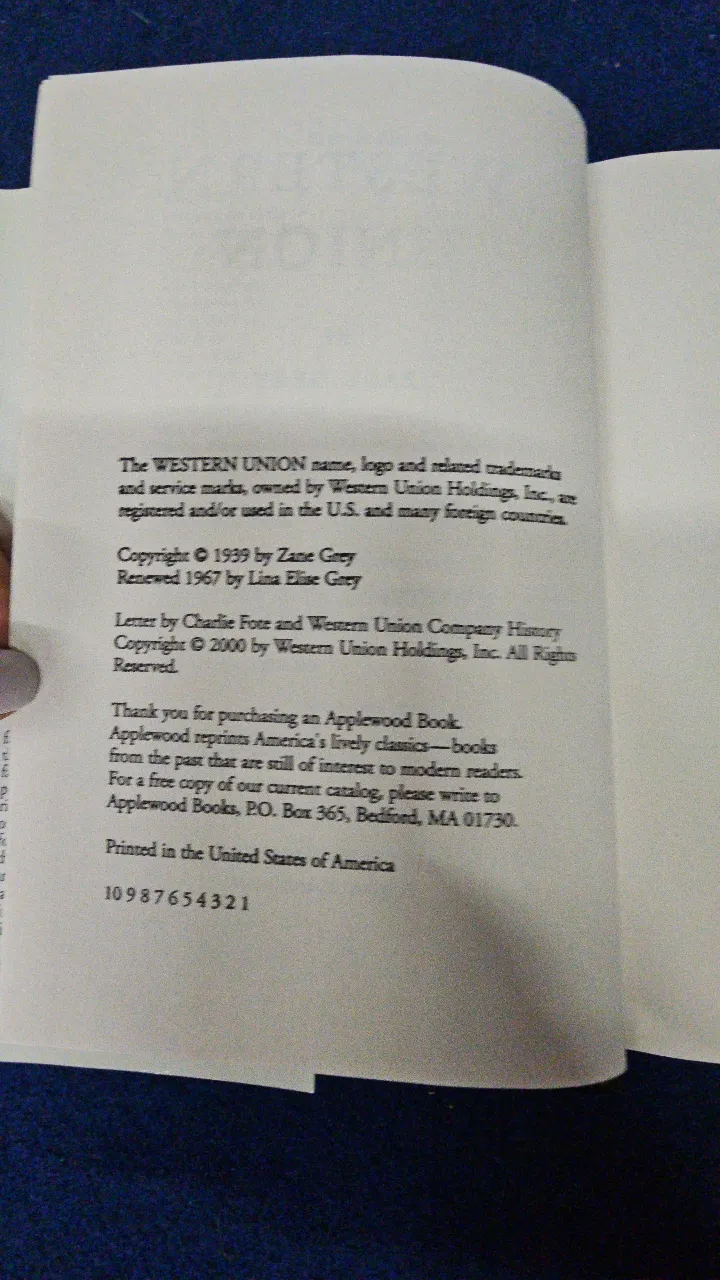 The WESTERN UNION name, logo and related trademarks
and service marks, owned by Western Union Holdings, Inc., are
registered and/or used in the U.S. and many foreign countries.
Copyright © 1939 by Zane Grey
Renewed 1967 by Lina Elise Grey
Letter by Charlie Fote and Western Union Company History
Copyright © 2000 by Western Union Holdings, Inc. All Rights
Reserved.
Thank you for purchasing an Applewood Book.
Applewood reprints America's lively classics—books
from the past that are still of interest to modern readers.
For a free copy of our current catalog, please write to
Applewood Books, P.O. Box 365, Bedford, MA 01730.
Printed in the United States of America
10 9 8 7 6 5 4 3 2 1